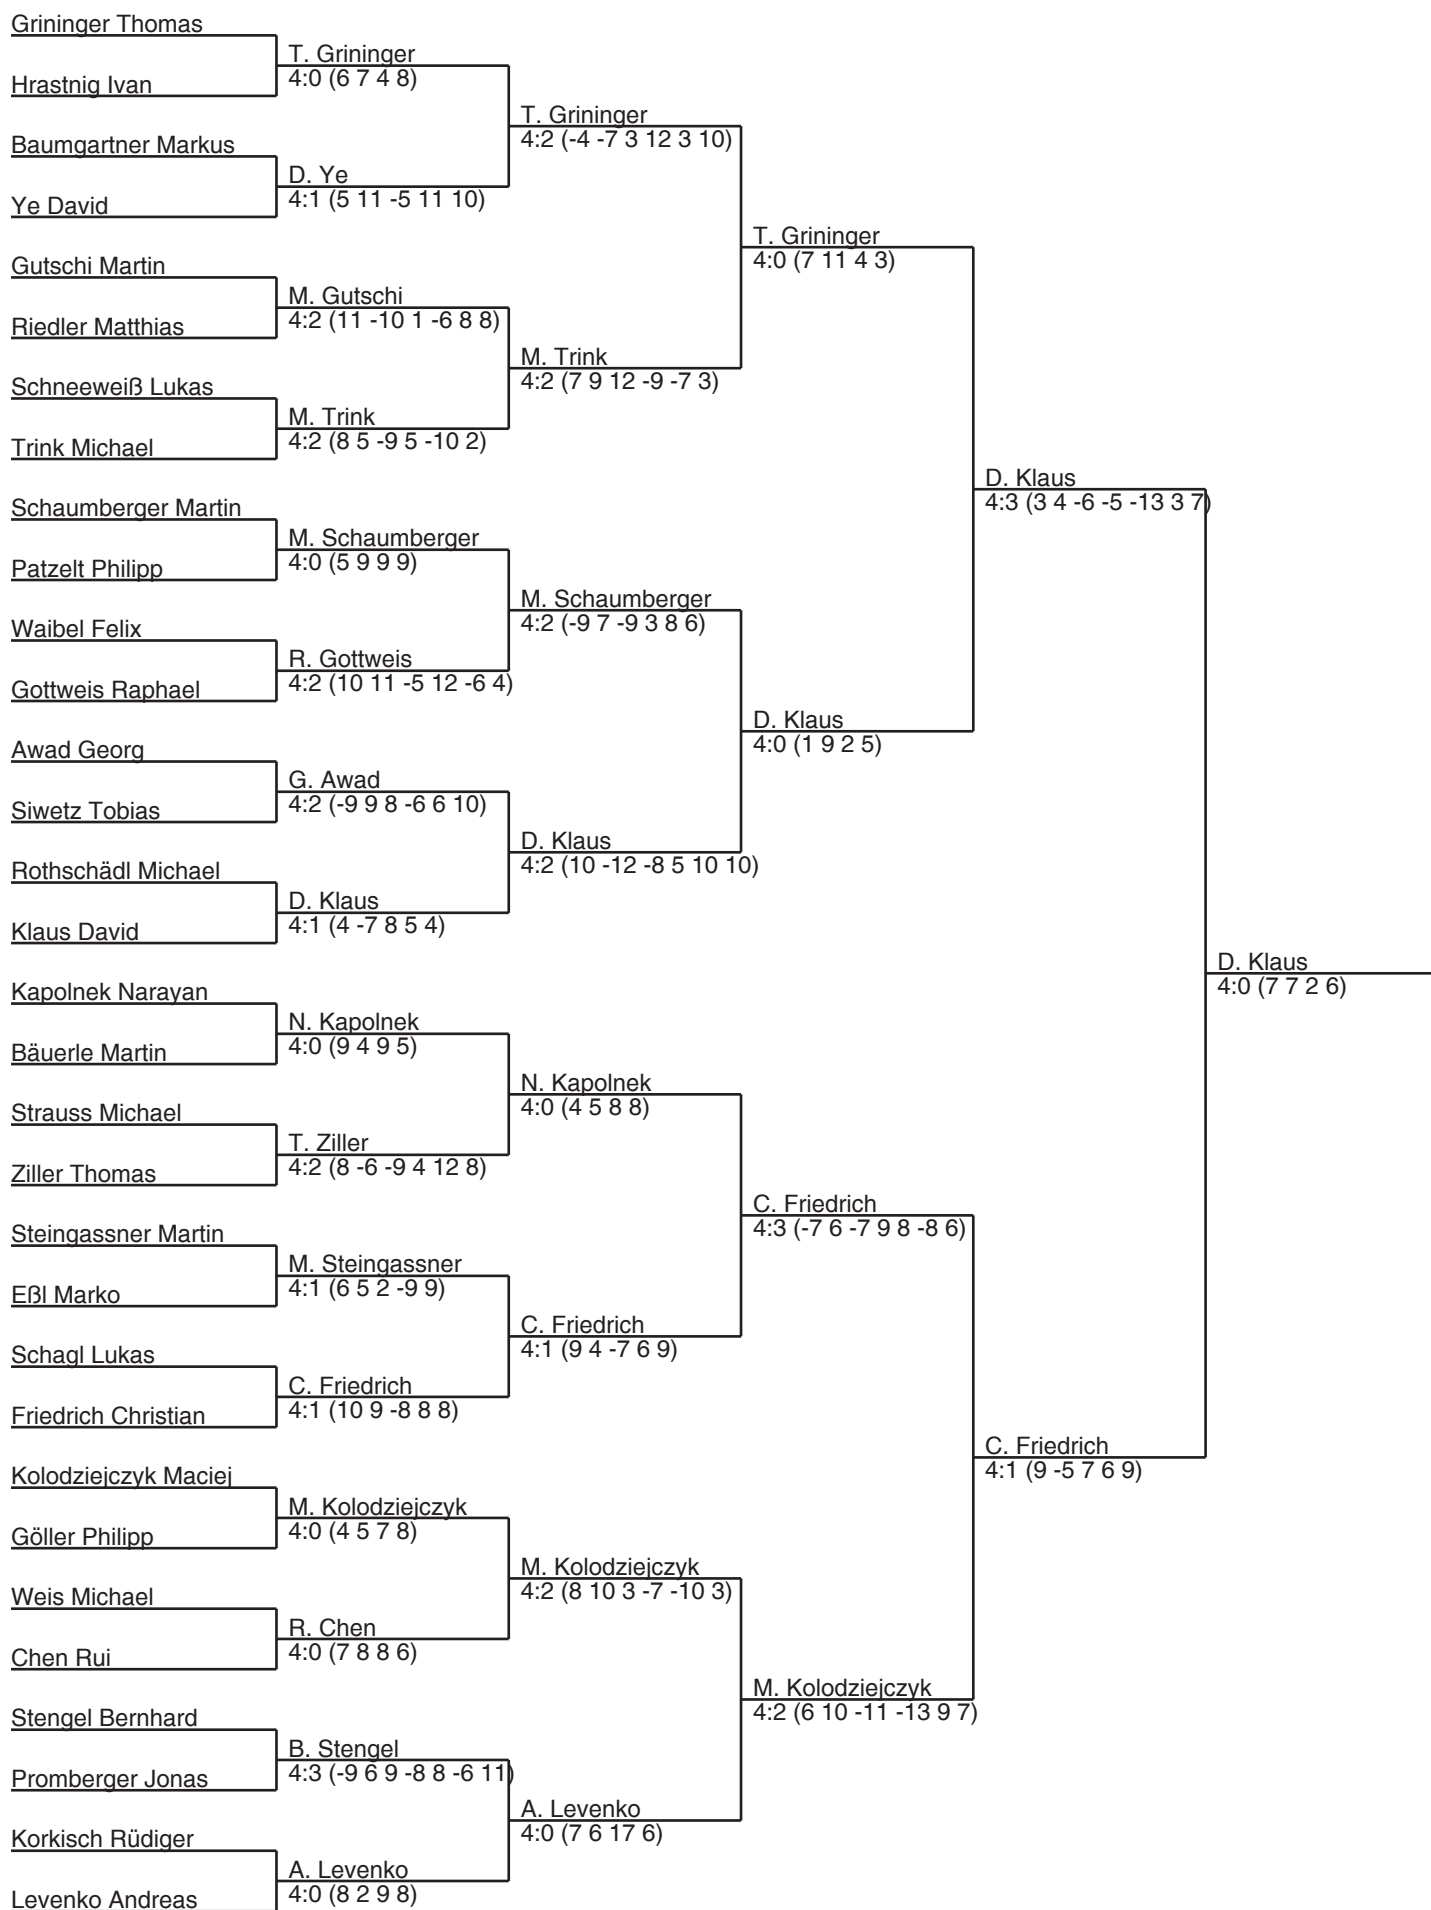 Grininger Thomas
T. Grininger
4:0 (6 7 4 8)
Hrastnig Ivan
T. Grininger
4:2 (-4 -7 3 12 3 10)
Baumgartner Markus
D. Ye
4:1 (5 11 -5 11 10)
Ye David
T. Grininger
4:0 (7 11 4 3)
Gutschi Martin
M. Gutschi
4:2 (11 -10 1 -6 8 8)
Riedler Matthias
M. Trink
4:2 (7 9 12 -9 -7 3)
Schneeweiß Lukas
M. Trink
4:2 (8 5 -9 5 -10 2)
Trink Michael
D. Klaus
4:3 (3 4 -6 -5 -13 3 7)
Schaumberger Martin
M. Schaumberger
4:0 (5 9 9 9)
Patzelt Philipp
M. Schaumberger
4:2 (-9 7 -9 3 8 6)
Waibel Felix
R. Gottweis
4:2 (10 11 -5 12 -6 4)
Gottweis Raphael
D. Klaus
4:0 (1 9 2 5)
Awad Georg
G. Awad
4:2 (-9 9 8 -6 6 10)
Siwetz Tobias
D. Klaus
4:2 (10 -12 -8 5 10 10)
Rothschädl Michael
D. Klaus
4:1 (4 -7 8 5 4)
Klaus David
D. Klaus
4:0 (7 7 2 6)
Kapolnek Narayan
N. Kapolnek
4:0 (9 4 9 5)
Bäuerle Martin
N. Kapolnek
4:0 (4 5 8 8)
Strauss Michael
T. Ziller
4:2 (8 -6 -9 4 12 8)
Ziller Thomas
C. Friedrich
4:3 (-7 6 -7 9 8 -8 6)
Steingassner Martin
M. Steingassner
4:1 (6 5 2 -9 9)
Eßl Marko
C. Friedrich
4:1 (9 4 -7 6 9)
Schagl Lukas
C. Friedrich
4:1 (10 9 -8 8 8)
Friedrich Christian
C. Friedrich
4:1 (9 -5 7 6 9)
Kolodziejczyk Maciej
M. Kolodziejczyk
4:0 (4 5 7 8)
Göller Philipp
M. Kolodziejczyk
4:2 (8 10 3 -7 -10 3)
Weis Michael
R. Chen
4:0 (7 8 8 6)
Chen Rui
M. Kolodziejczyk
4:2 (6 10 -11 -13 9 7)
Stengel Bernhard
B. Stengel
4:3 (-9 6 9 -8 8 -6 11)
Promberger Jonas
A. Levenko
4:0 (7 6 17 6)
Korkisch Rüdiger
A. Levenko
4:0 (8 2 9 8)
Levenko Andreas